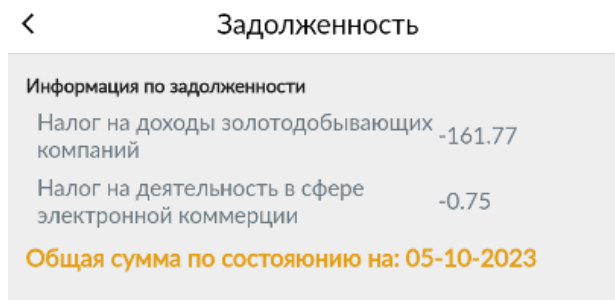 Задолженность
Информация по задолженности
Налог на доходы золотодобывающих
компаний
-161.77
Налог на деятельность в сфере
электронной коммерции
-0.75
Общая сумма по состояюнию на: 05-10-2023